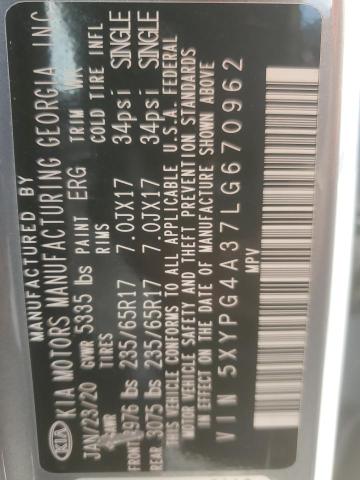 MANUFACTURED BY
KIA KIA MOTORS MANUFACTURING GEORGIA INC
JAN/23/20 GVWR 5335 lbs PAINT ERG TRIM WK
TIRES RIMS COLD TIRE INFL
FRONT 2976 lbs 235/65R17 7.0JX17 34psi SINGLE
REAR 3075 lbs 235/65R17 7.0JX17 34psi SINGLE
THIS VEHICLE CONFORMS TO ALL APPLICABLE U.S.A. FEDERAL
MOTOR VEHICLE SAFETY AND THEFT PREVENTION STANDARDS
IN EFFECT ON THE DATE OF MANUFACTURE SHOWN ABOVE
VIN 5XYPG4A37LG670962
MPV